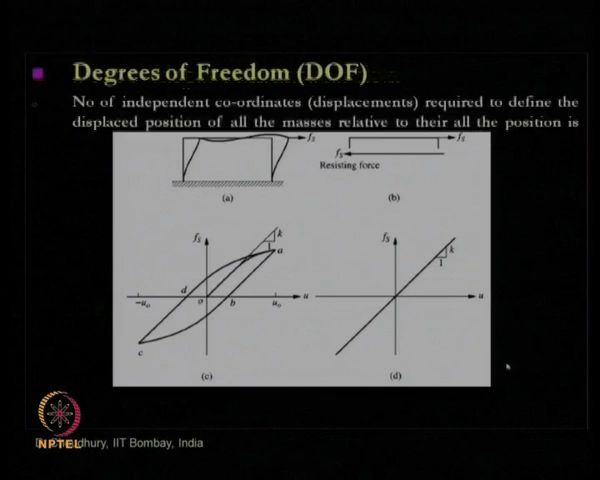 Degrees of Freedom (DOF)
No of independent co-ordinates (displacements) required to define the
displaced position of all the masses relative to their all the position is
fs
fs
fs
Resisting force
(a)
(b)
fs
k
1
a
d
o
b
u
-uo
uo
c
(c)
fs
k
1
u
(d)
NPTEL
dhury, IIT Bombay, India